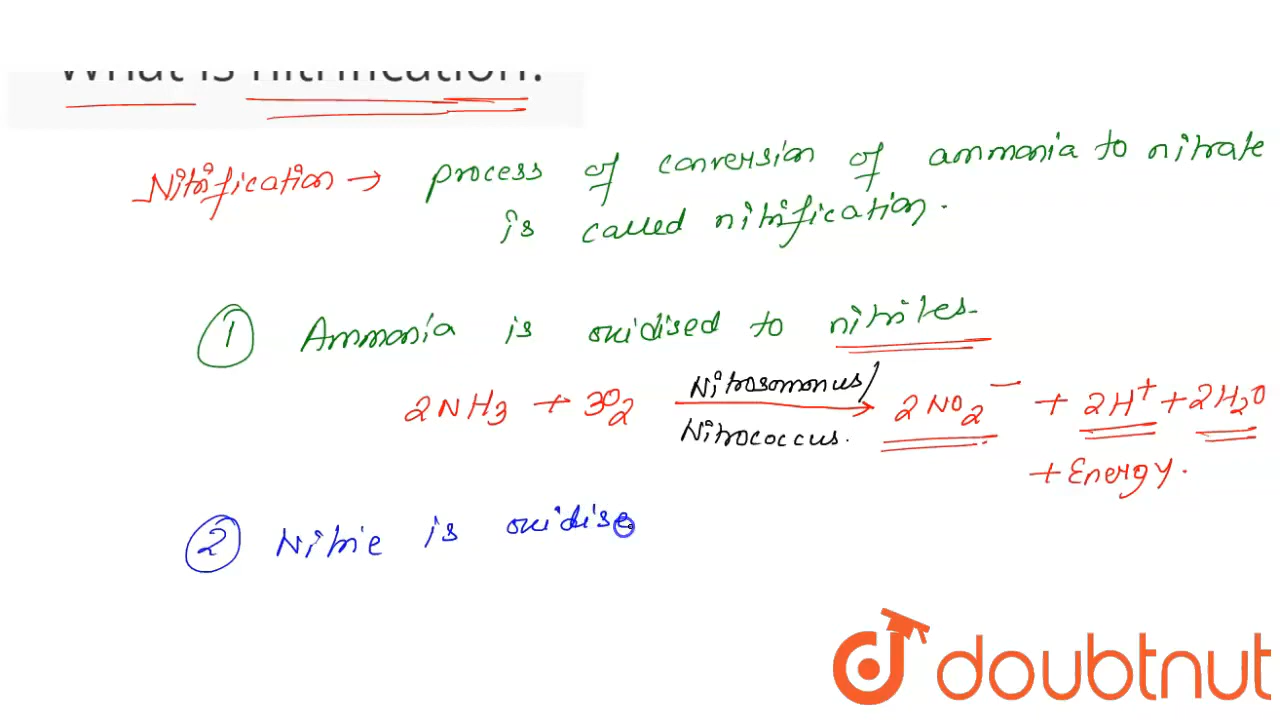 What is nitrification?
Nitrification → process of conversion of ammonia to nitrate
is called nitrification.
① Ammonia is oxidised to nitrites.
2NH3 + 3O2 Nitrosomonus/ → 2NO2⁻ + 2H⁺ + 2H2O
Nitrococcus.
+ Energy.
② Nitrie is oxidise
doubtnut